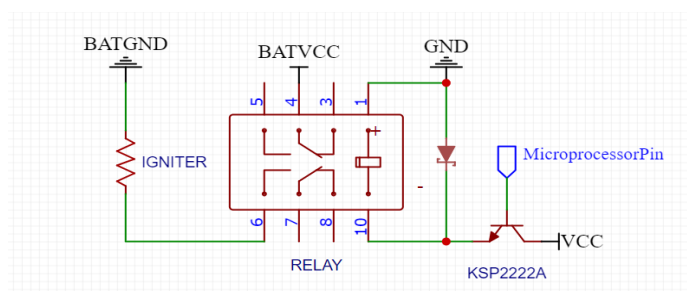 BATGND
BATVCC
GND
5
4
3
1
+
IGNITER
MicroprocessorPin
-
6
7
8
10
VCC
RELAY
KSP2222A